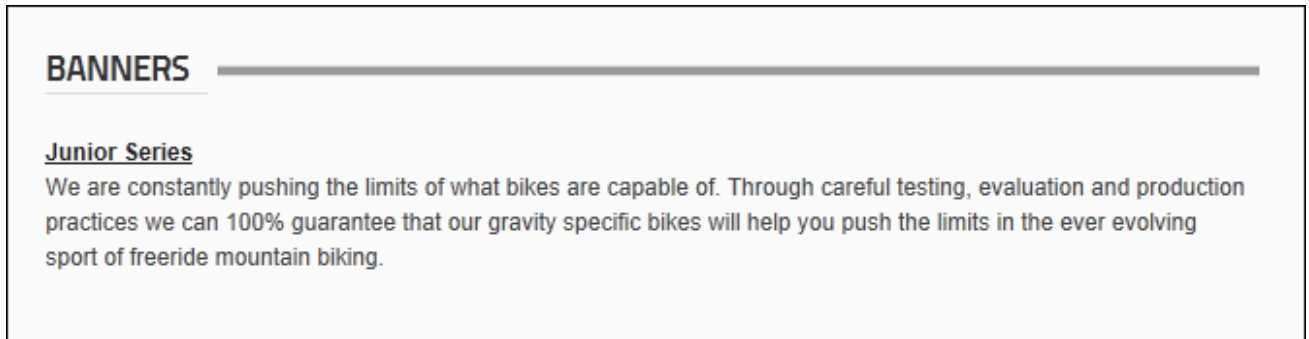 BANNERS
Junior Series
We are constantly pushing the limits of what bikes are capable of. Through careful testing, evaluation and production
practices we can 100% guarantee that our gravity specific bikes will help you push the limits in the ever evolving
sport of freeride mountain biking.